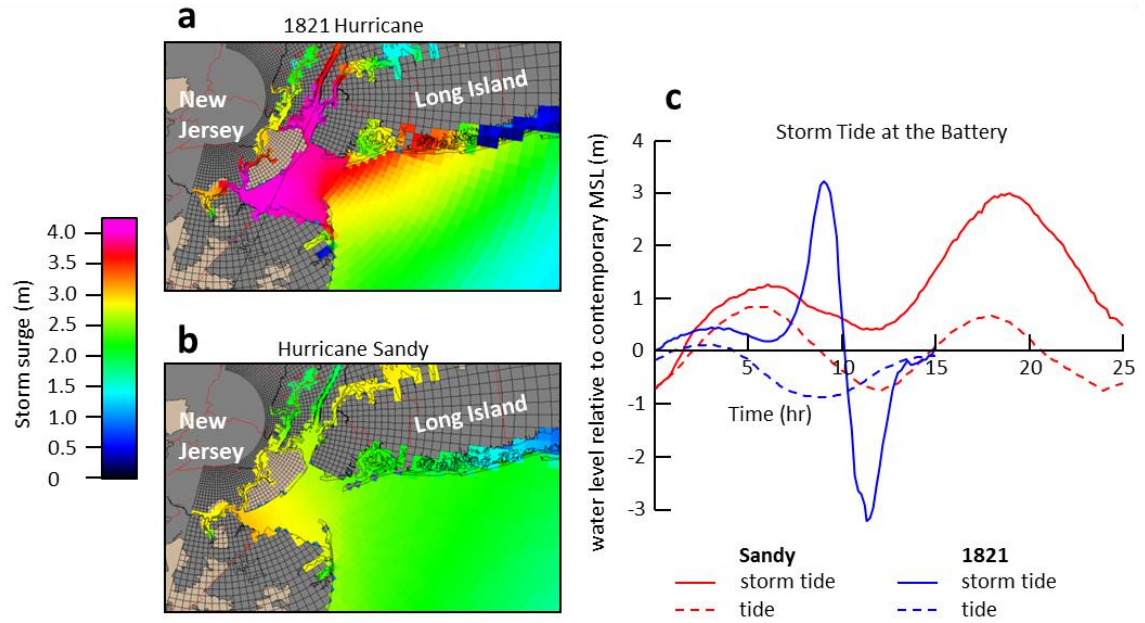 a
1821 Hurricane
New
Jersey
Long Island
b
Hurricane Sandy
New
Jersey
Long Island
Storm surge (m)
4.0
3.5
3.0
2.5
2.0
1.5
1.0
0.5
0
c
Storm Tide at the Battery
water level relative to contemporary MSL (m)
4
3
2
1
0
-1
-2
-3
5
10
15
20
25
Time (hr)
Sandy
storm tide
tide
1821
storm tide
tide